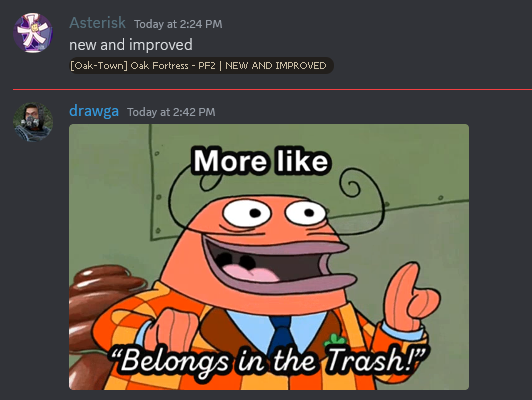 Asterisk Today at 2:24 PM
new and improved
[Oak-Town] Oak Fortress - PF2 | NEW AND IMPROVED
drawga Today at 2:42 PM
More like
“Belongs in the Trash!”